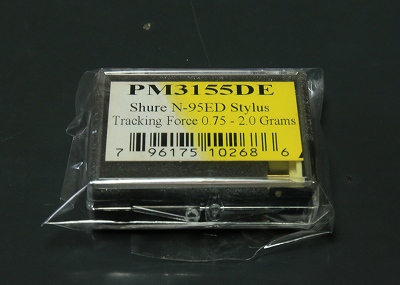 PM3155DE
Shure N-95ED Stylus
Tracking Force 0.75 - 2.0 Grams
7 96175 10268 6